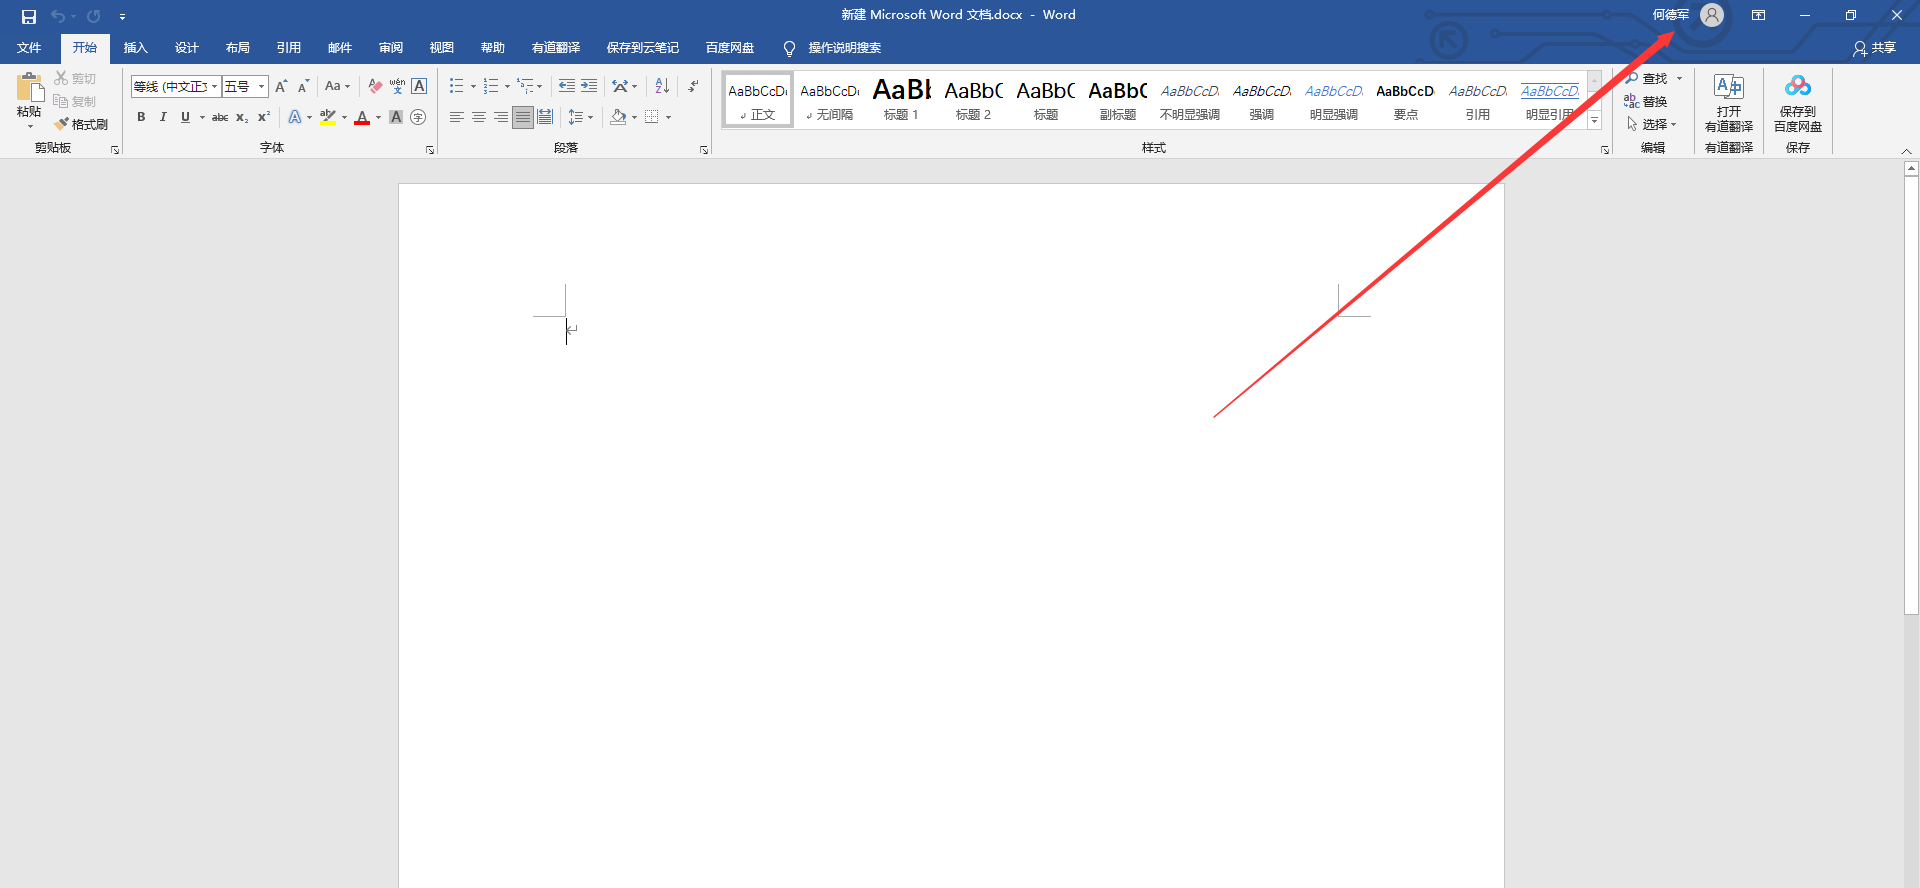 新建 Microsoft Word 文档.docx - Word
何德军
文件 开始 插入 设计 布局 引用 邮件 审阅 视图 帮助 有道翻译 保存到云笔记 百度网盘 操作说明搜索 共享
粘贴
剪切
复制
格式刷
剪贴板
等线 (中文正文 五号
字体
段落
AaBbCcDc AaBbCcDc AaBb AaBbC AaBbC AaBbC AaBbCcD AaBbCcD AaBbCcD AaBbCcD AaBbCcD AaBbCcD
正文 无间隔 标题 1 标题 2 标题 副标题 不明显强调 强调 明显强调 要点 引用 明显引用
样式
查找
替换
选择
编辑
打开
有道翻译
有道翻译
保存到
百度网盘
保存